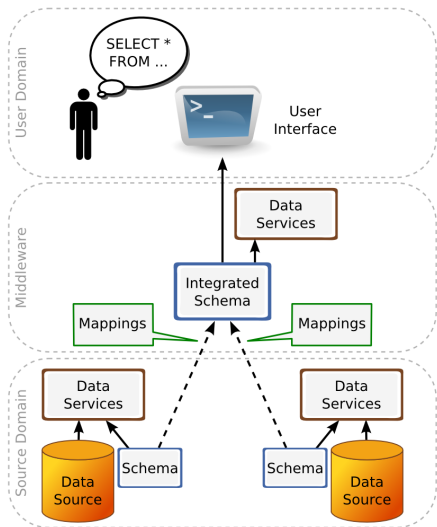 User Domain
SELECT *
FROM ...
>_
User
Interface
Middleware
Data
Services
Integrated
Schema
Mappings
Mappings
Source Domain
Data
Services
Data
Services
Schema
Schema
Data
Source
Data
Source